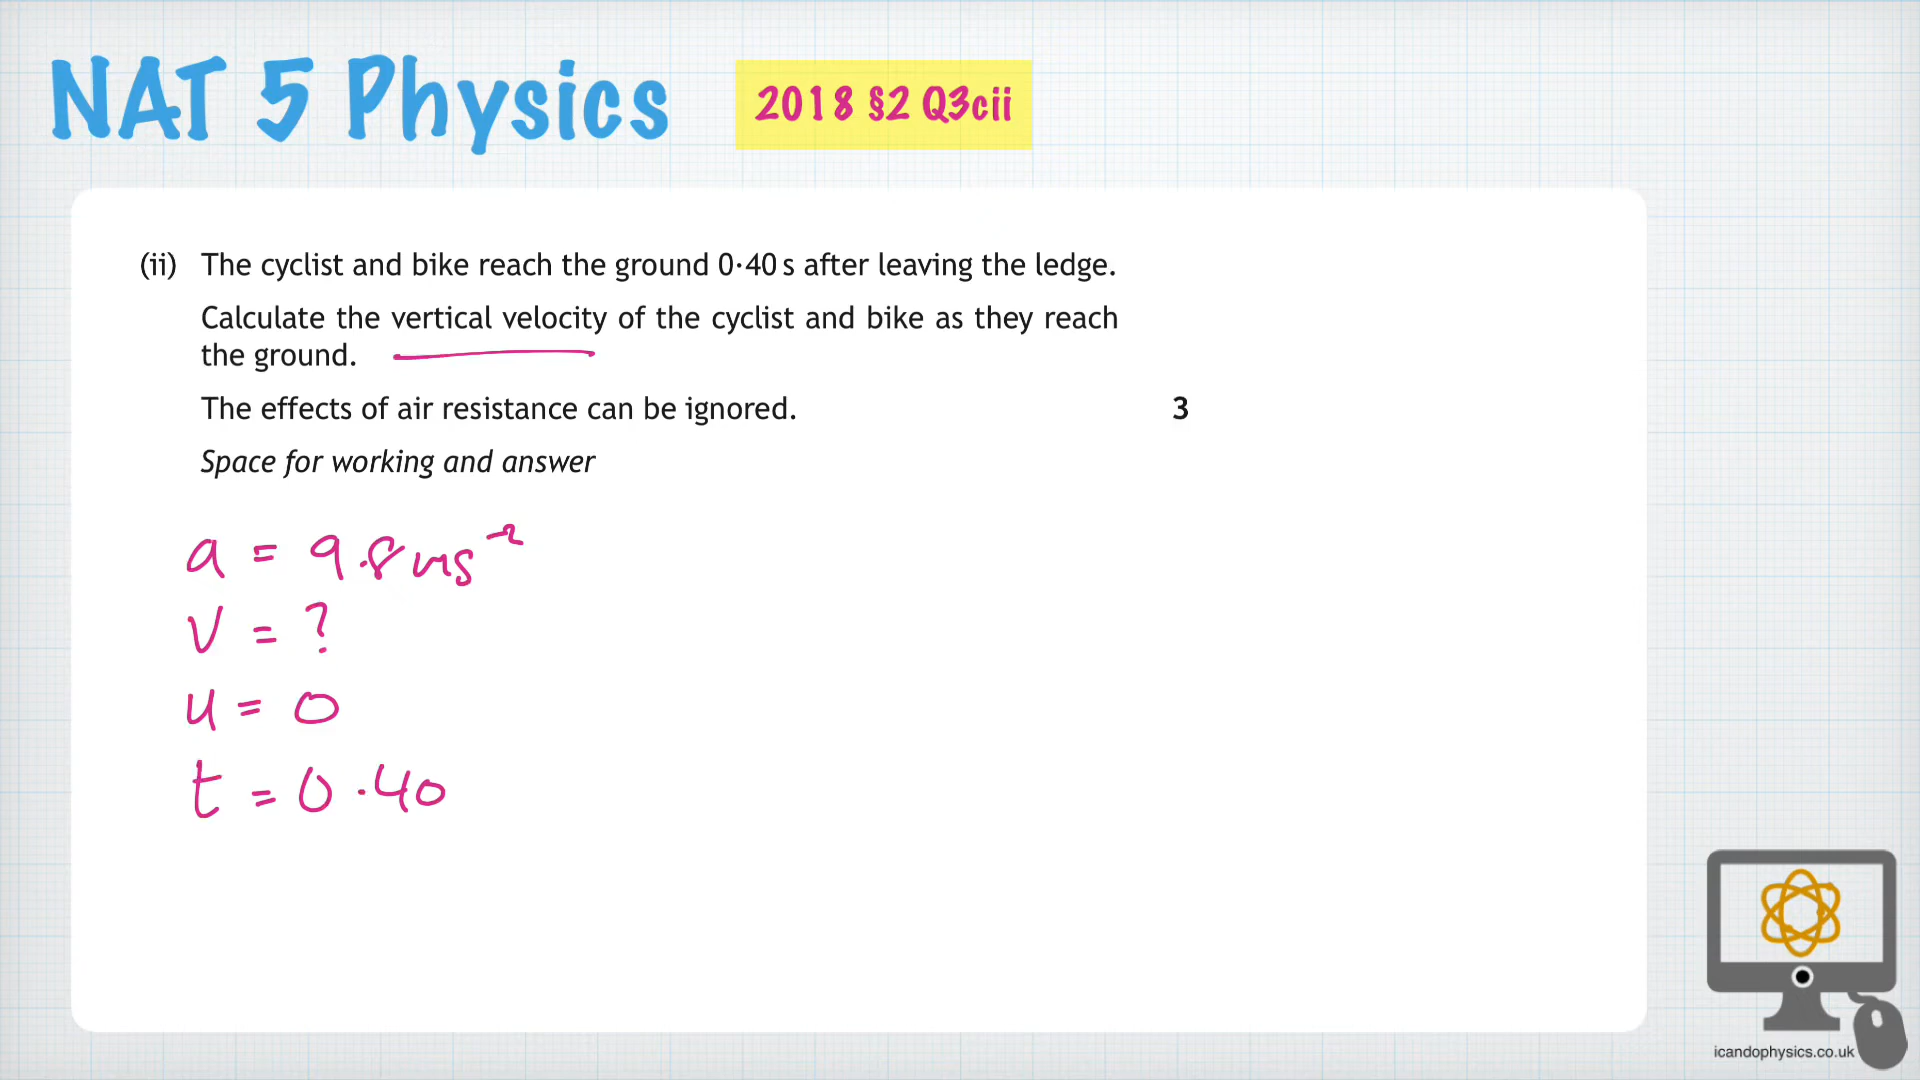 NAT 5 Physics
2018 §2 Q3cii
(ii) The cyclist and bike reach the ground 0·40 s after leaving the ledge.
Calculate the vertical velocity of the cyclist and bike as they reach
the ground.
The effects of air resistance can be ignored. 3
Space for working and answer
a = 9.8 ms⁻²
v = ?
u = 0
t = 0.40
icandophysics.co.uk